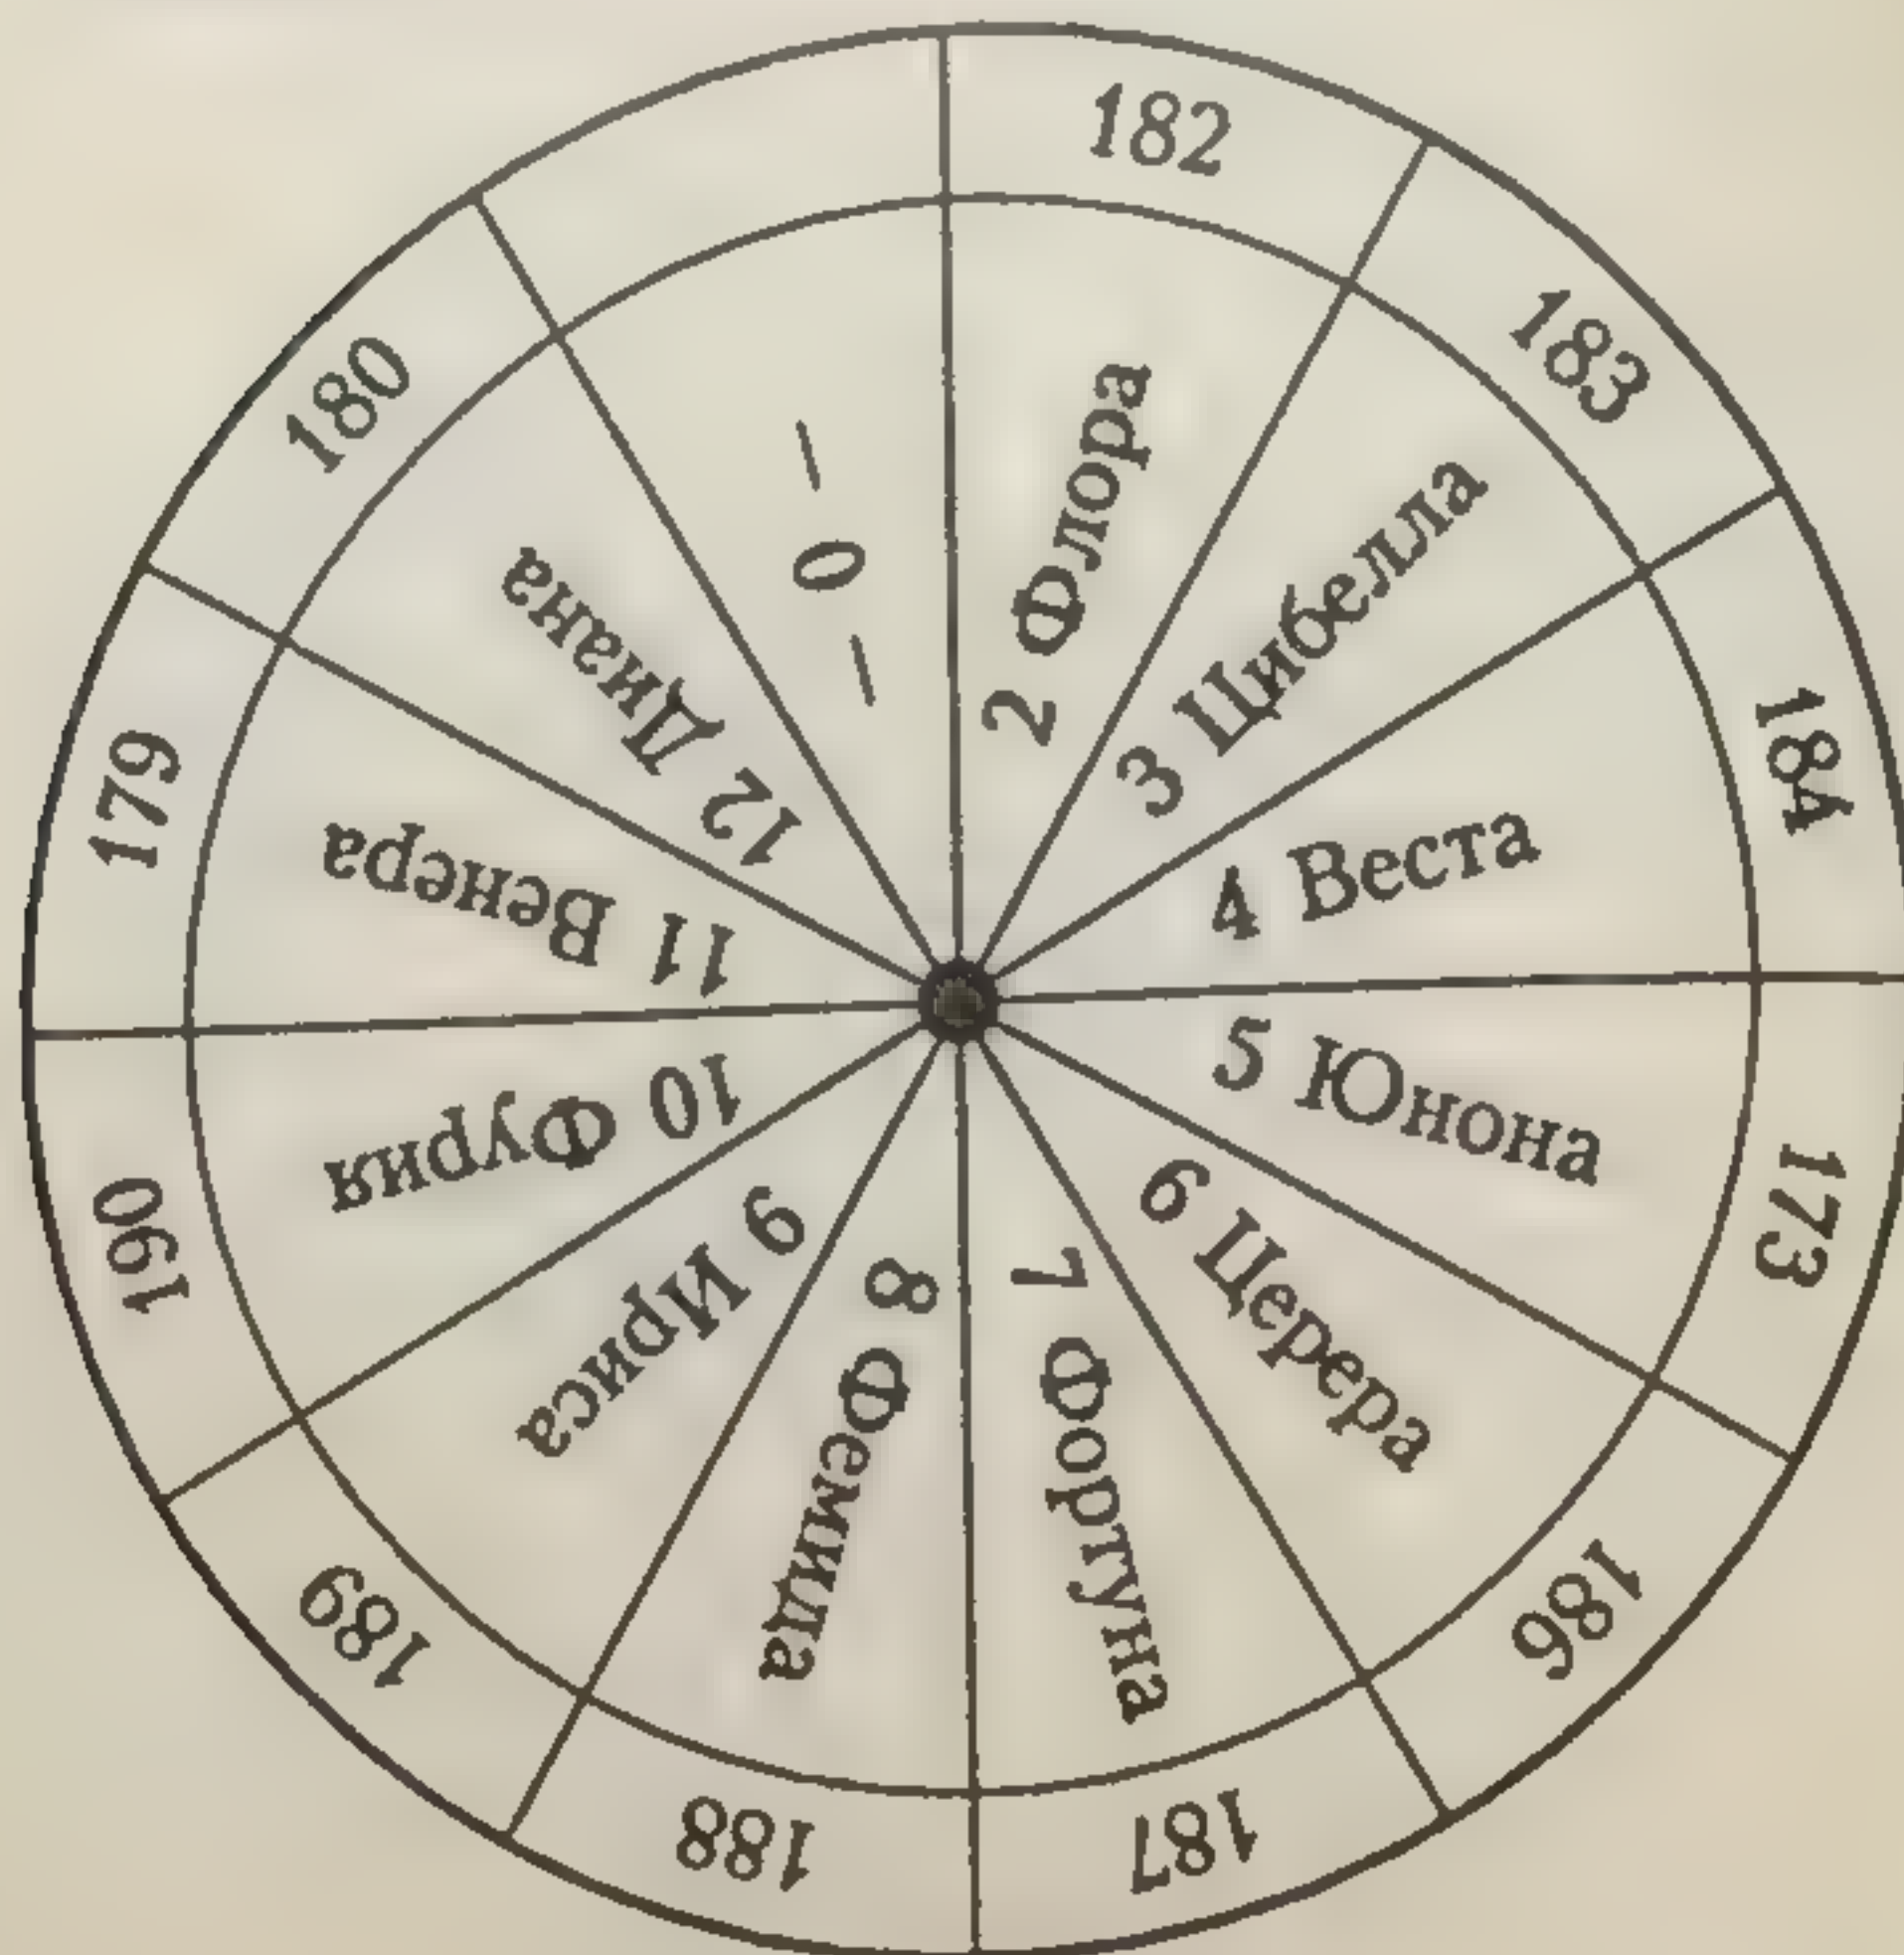 182
183
184
173
186
187
188
189
190
179
180
– 0 –
2 Флора
3 Цибелла
4 Веста
5 Юнона
6 Церера
7 Фортуна
8 Фемида
9 Ириса
10 Фурия
11 Венера
12 Диана